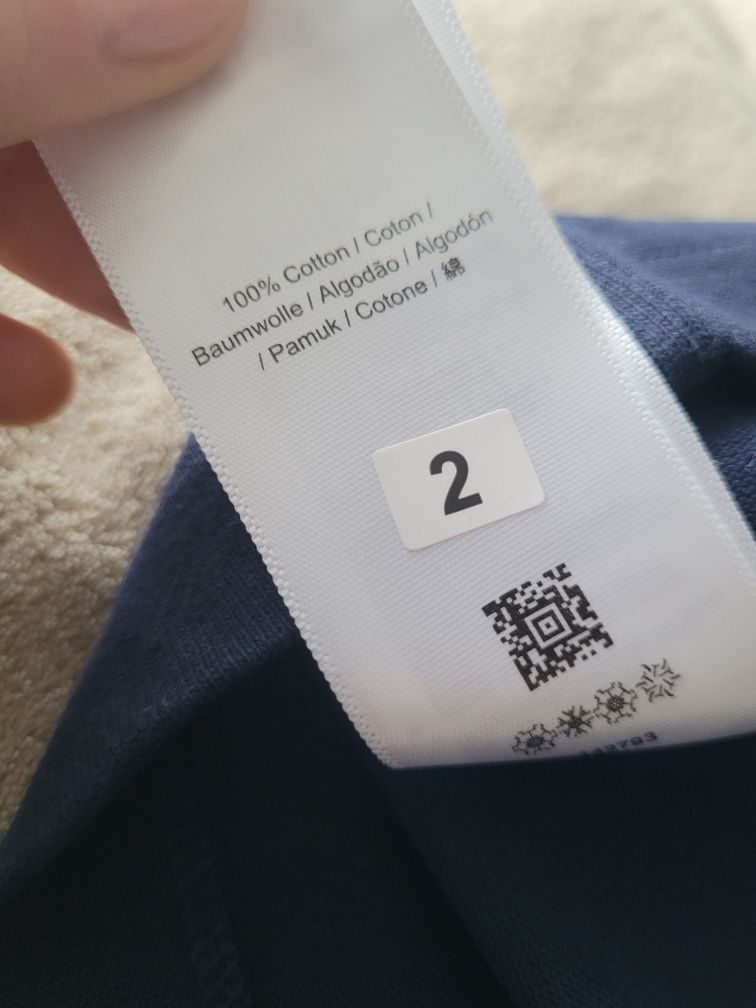 100% Cotton / Coton /
Baumwolle / Algodão / Algodón
/ Pamuk / Cotone / 綿
2